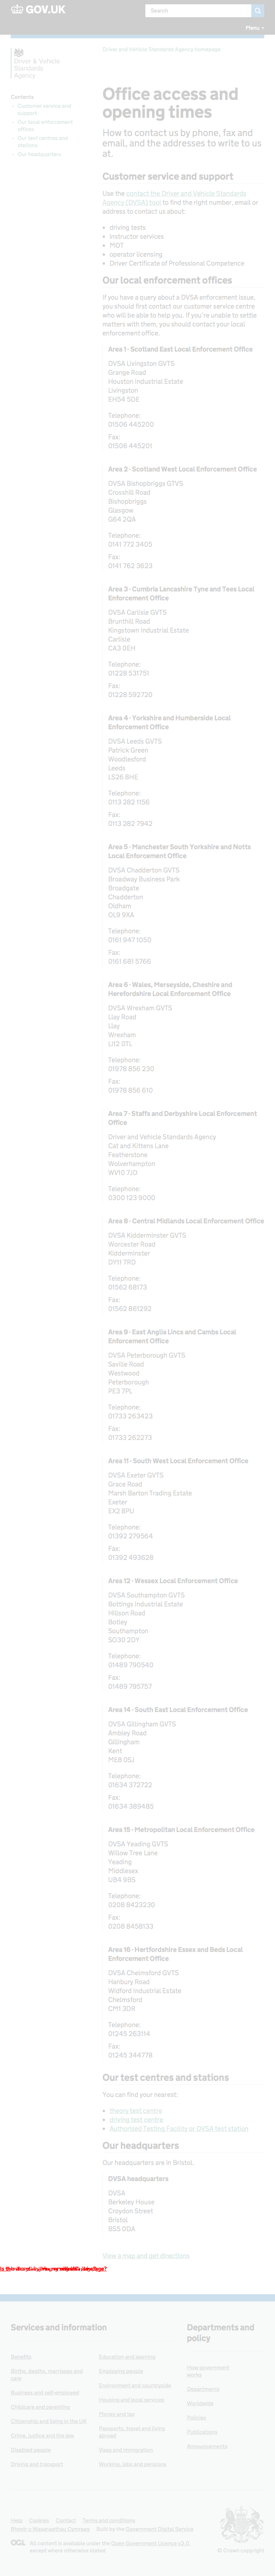 GOV.UK
Search
Menu
Driver & Vehicle
Standards
Agency
Driver and Vehicle Standards Agency homepage
Contents
Customer service and
support
Our local enforcement
offices
Our test centres and
stations
Our headquarters
Office access and
opening times
How to contact us by phone, fax and
email, and the addresses to write to us
at.
Customer service and support
Use the contact the Driver and Vehicle Standards
Agency (DVSA) tool to find the right number, email or
address to contact us about:
driving tests
instructor services
MOT
operator licensing
Driver Certificate of Professional Competence
Our local enforcement offices
If you have a query about a DVSA enforcement issue,
you should first contact our customer service centre
who should be able to help you. If you're unable to settle
matters with them, you should contact your local
enforcement office.
Area 1 - Scotland East Local Enforcement Office
DVSA Livingston GVTS
Grange Road
Houston Industrial Estate
Livingston
EH54 5DE
Telephone:
01506 445200
Fax:
01506 445201
Area 2 - Scotland West Local Enforcement Office
DVSA Bishopbriggs GTVS
Crosshill Road
Bishopbriggs
Glasgow
G64 2QA
Telephone:
0141 772 3405
Fax:
0141 762 3623
Area 3 - Cumbria Lancashire Tyne and Tees Local
Enforcement Office
DVSA Carlisle GVTS
Brunthill Road
Kingstown Industrial Estate
Carlisle
CA3 0EH
Telephone:
01228 531751
Fax:
01228 592720
Area 4 - Yorkshire and Humberside Local
Enforcement Office
DVSA Leeds GVTS
Patrick Green
Woodlesford
Leeds
LS26 8HE
Telephone:
0113 282 1156
Fax:
0113 282 7942
Area 5 - Manchester South Yorkshire and Notts
Local Enforcement Office
DVSA Chadderton GVTS
Broadway Business Park
Broadgate
Chadderton
Oldham
OL9 9XA
Telephone:
0161 947 1050
Fax:
0161 681 5766
Area 6 - Wales, Merseyside, Cheshire and
Herefordshire Local Enforcement Office
DVSA Wrexham GVTS
Llay Road
Llay
Wrexham
Ll12 0TL
Telephone:
01978 856 230
Fax:
01978 856 610
Area 7 - Staffs and Derbyshire Local Enforcement
Office
Driver and Vehicle Standards Agency
Cat and Kittens Lane
Featherstone
Wolverhampton
WV10 7JD
Telephone:
0300 123 9000
Area 8 - Central Midlands Local Enforcement Office
DVSA Kidderminster GVTS
Worcester Road
Kidderminster
DY11 7RD
Telephone:
01562 68173
Fax:
01562 861292
Area 9 - East Anglia Lincs and Cambs Local
Enforcement Office
DVSA Peterborough GVTS
Saville Road
Westwood
Peterborough
PE3 7PL
Telephone:
01733 263423
Fax:
01733 262273
Area 11 - South West Local Enforcement Office
DVSA Exeter GVTS
Grace Road
Marsh Barton Trading Estate
Exeter
EX2 8PU
Telephone:
01392 279564
Fax:
01392 493628
Area 12 - Wessex Local Enforcement Office
DVSA Southampton GVTS
Bottings Industrial Estate
Hillson Road
Botley
Southampton
SO30 2DY
Telephone:
01489 790540
Fax:
01489 795757
Area 14 - South East Local Enforcement Office
DVSA Gillingham GVTS
Ambley Road
Gillingham
Kent
ME8 0SJ
Telephone:
01634 372722
Fax:
01634 389485
Area 15 - Metropolitan Local Enforcement Office
DVSA Yeading GVTS
Willow Tree Lane
Yeading
Middlesex
UB4 9BS
Telephone:
0208 8423230
Fax:
0208 8458133
Area 16 - Hertfordshire Essex and Beds Local
Enforcement Office
DVSA Chelmsford GVTS
Hanbury Road
Widford Industrial Estate
Chelmsford
CM1 3DR
Telephone:
01245 263114
Fax:
01245 344778
Our test centres and stations
You can find your nearest:
theory test centre
driving test centre
Authorised Testing Facility or DVSA test station
Our headquarters
Our headquarters are in Bristol.
DVSA headquarters
DVSA
Berkeley House
Croydon Street
Bristol
BS5 0DA
View a map and get directions
Services and information
Departments and
policy
Benefits
Births, deaths, marriages and
care
Business and self-employed
Childcare and parenting
Citizenship and living in the UK
Crime, justice and the law
Disabled people
Driving and transport
Education and learning
Employing people
Environment and countryside
Housing and local services
Money and tax
Passports, travel and living
abroad
Visas and immigration
Working, jobs and pensions
How government
works
Departments
Worldwide
Policies
Publications
Announcements
Help Cookies Contact Terms and conditions
Rhestr o Wasanaethau Cymraeg Built by the Government Digital Service
OGL All content is available under the Open Government Licence v3.0,
except where otherwise stated
© Crown copyright